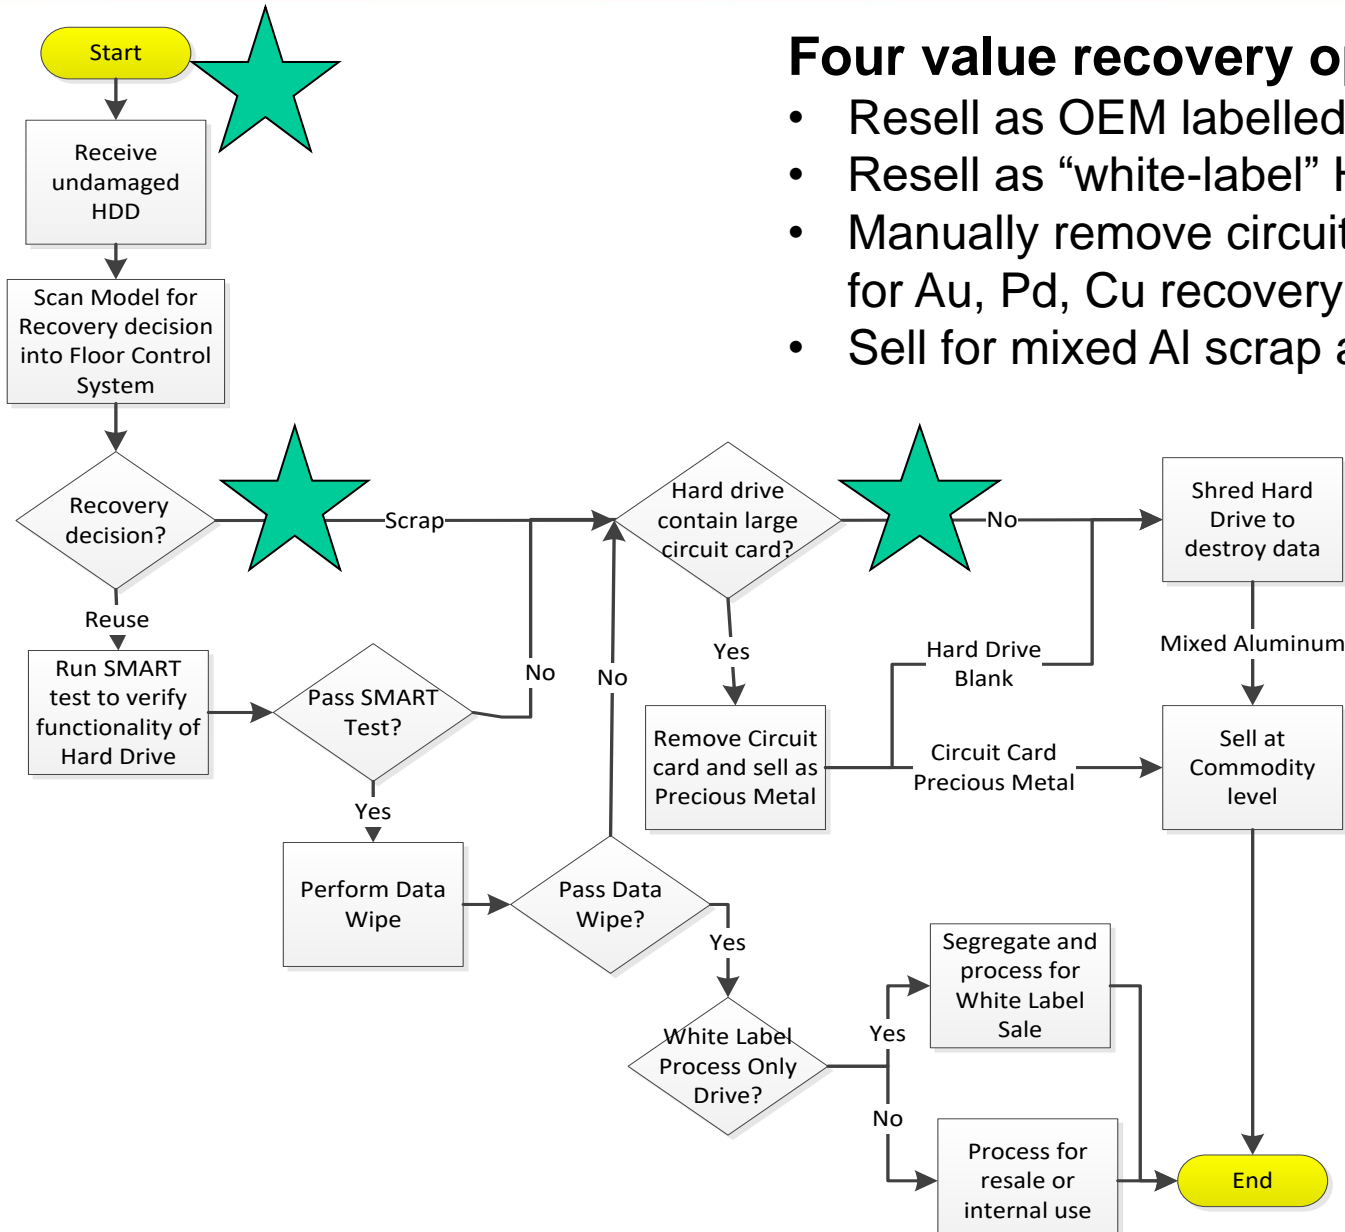 Start
Receive
undamaged
HDD
Scan Model for
Recovery decision
into Floor Control
System
Recovery
decision?
Scrap
Reuse
Run SMART
test to verify
functionality of
Hard Drive
Pass SMART
Test?
No
Yes
Perform Data
Wipe
Pass Data
Wipe?
No
Yes
White Label
Process Only
Drive?
Yes
No
Segregate and
process for
White Label
Sale
Process for
resale or
internal use
End
Hard drive
contain large
circuit card?
No
Yes
Remove Circuit
card and sell as
Precious Metal
Hard Drive
Blank
Circuit Card
Precious Metal
Shred Hard
Drive to
destroy data
Mixed Aluminum
Sell at
Commodity
level
Four value recovery
• Resell as OEM labelled
• Resell as “white-label”
• Manually remove circuit
for Au, Pd, Cu recovery
• Sell for mixed Al scrap